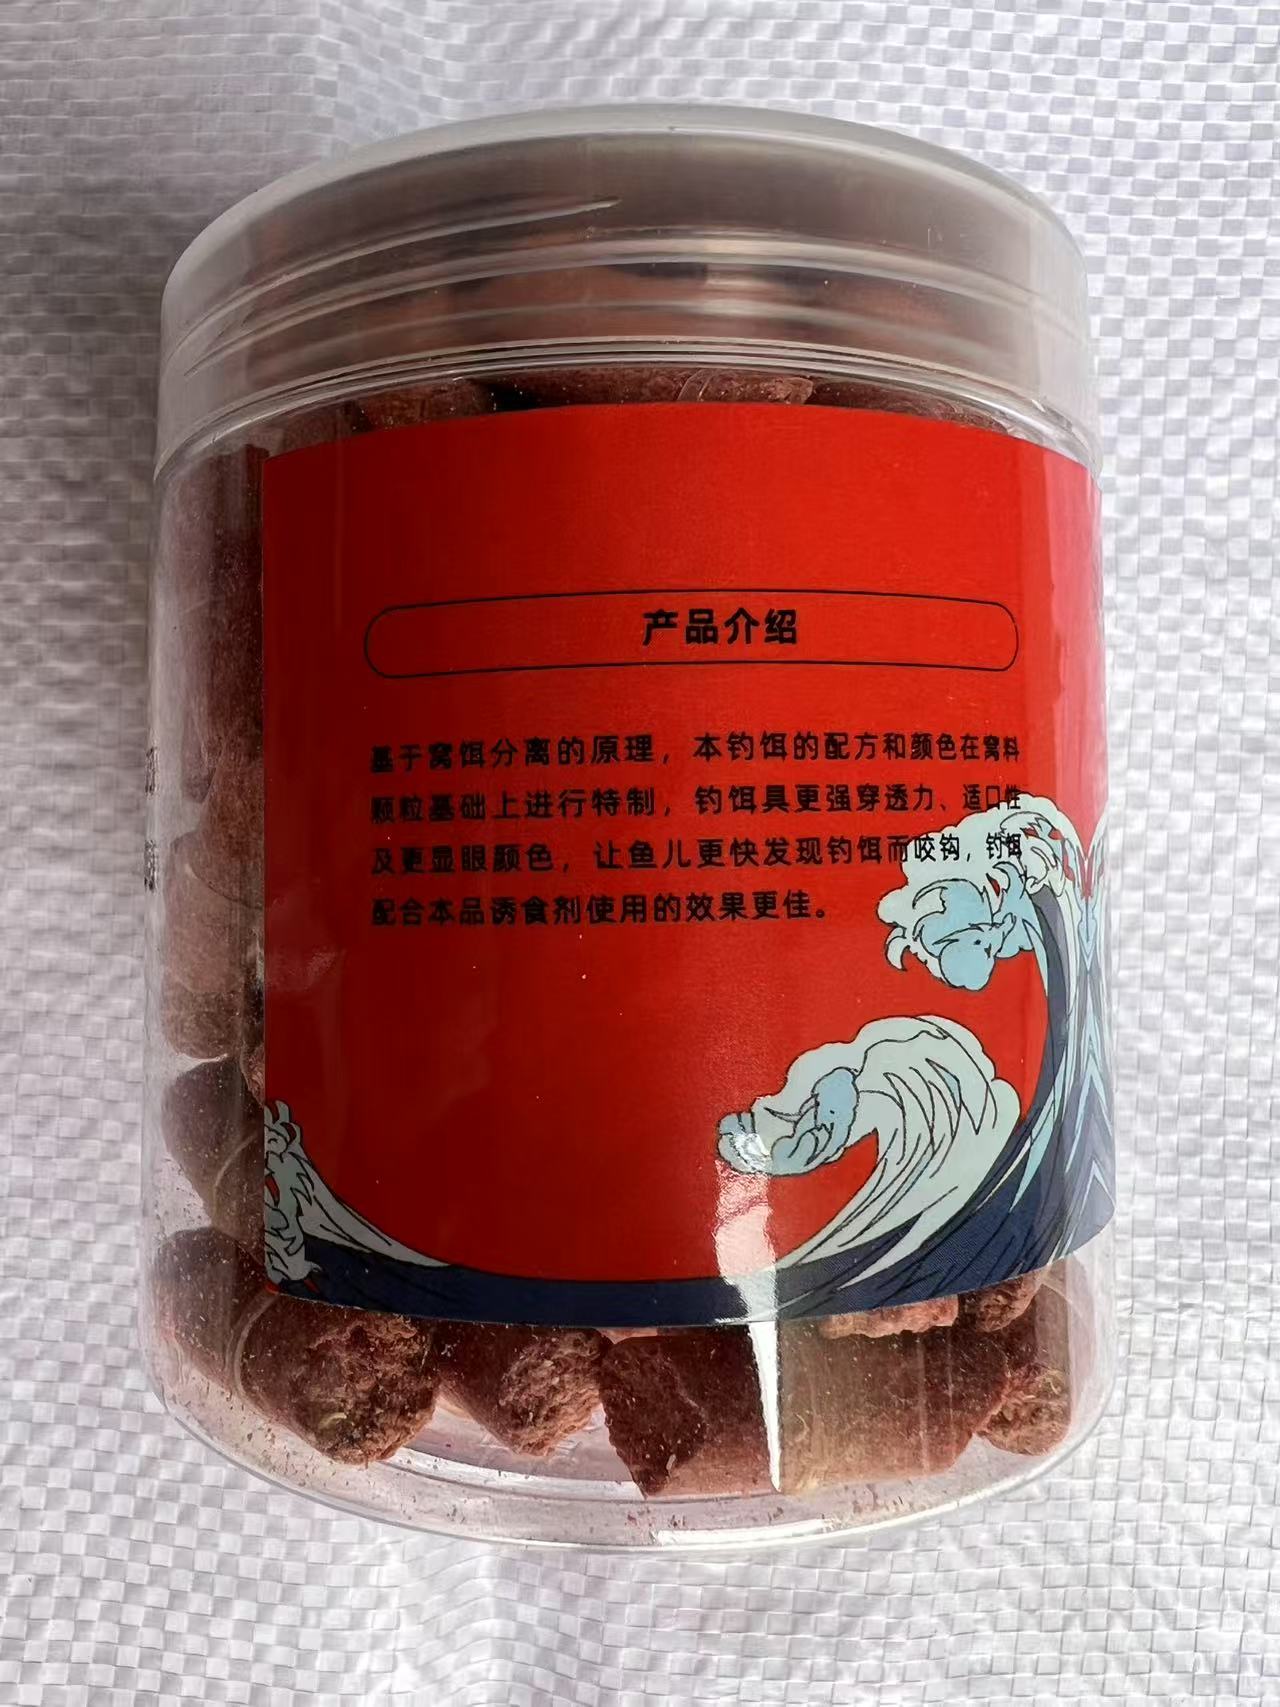 产品介绍
基于窝饵分离的原理，本钓饵的配方和颜色在窝料
颗粒基础上进行特制，钓饵具更强穿透力、适口性
及更显眼颜色，让鱼儿更快发现钓饵而咬钩，钓饵
配合本品诱食剂使用的效果更佳。